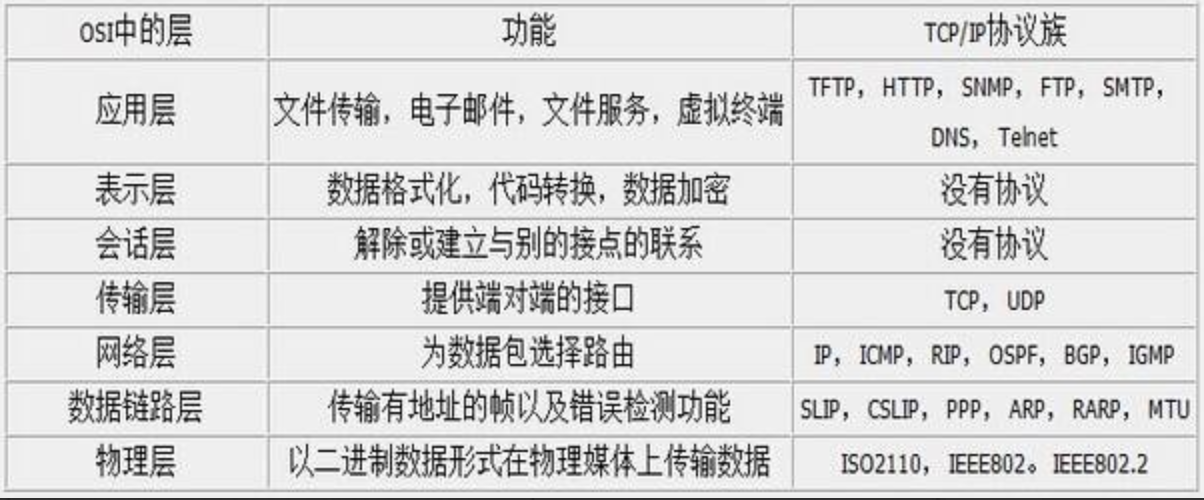 OSI中的层 功能 TCP/IP协议族
应用层 文件传输，电子邮件，文件服务，虚拟终端 TFTP，HTTP，SNMP，FTP，SMTP，
DNS，Telnet
表示层 数据格式化，代码转换，数据加密 没有协议
会话层 解除或建立与别的接点的联系 没有协议
传输层 提供端对端的接口 TCP，UDP
网络层 为数据包选择路由 IP，ICMP，RIP，OSPF，BGP，IGMP
数据链路层 传输有地址的帧以及错误检测功能 SLIP，CSLIP，PPP，ARP，RARP，MTU
物理层 以二进制数据形式在物理媒体上传输数据 ISO2110，IEEE802。IEEE802.2